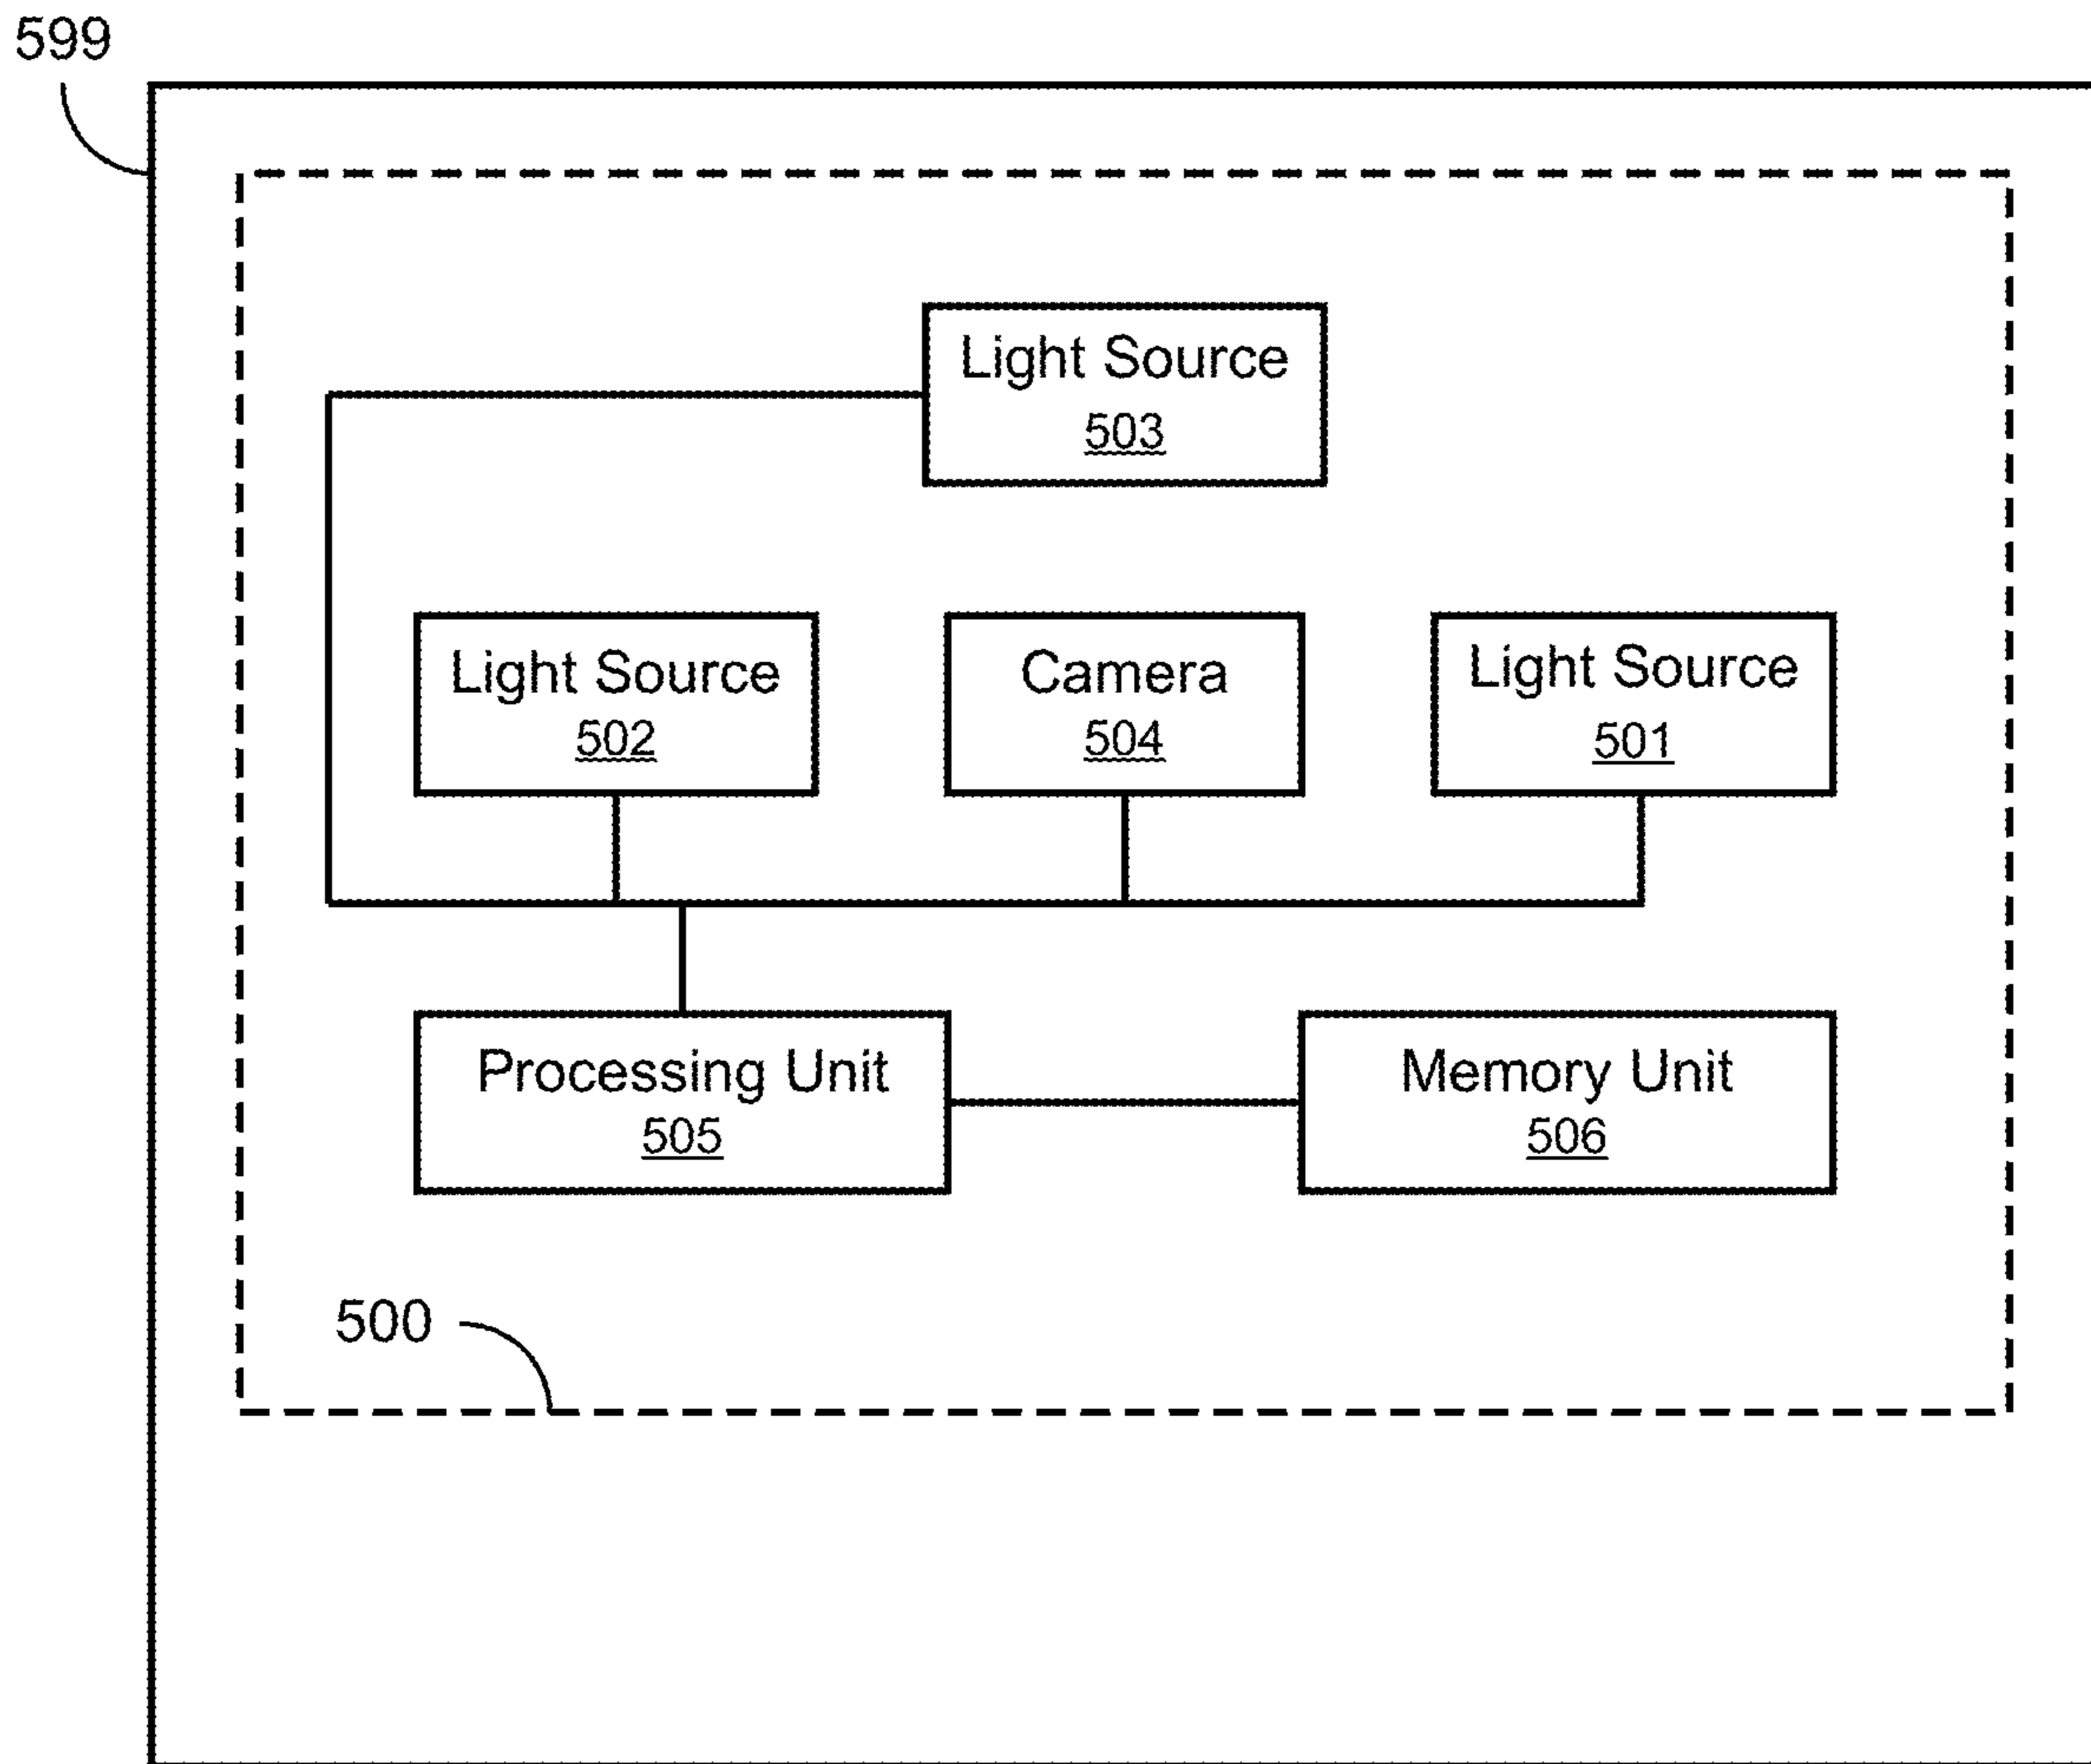 599
Light Source
503
Light Source
502
Camera
504
Light Source
501
Processing Unit
505
Memory Unit
506
500